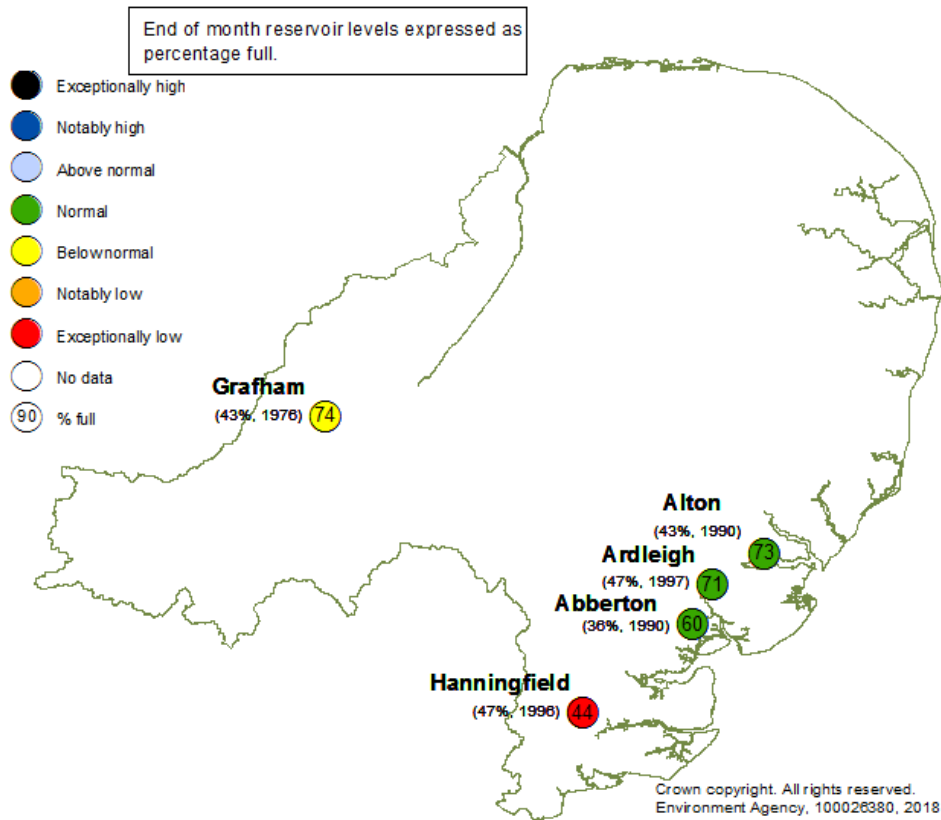 End of month reservoir levels expressed as
percentage full.
Exceptionally high
Notably high
Above normal
Normal
Below normal
Notably low
Exceptionally low
No data
90 % full
Grafham
(43%, 1976) 74
Alton
(43%, 1990) 73
Ardleigh
(47%, 1997) 71
Abberton
(36%, 1990) 60
Hanningfield
(47%, 1996) 44
Crown copyright. All rights reserved.
Environment Agency, 100026380, 2018